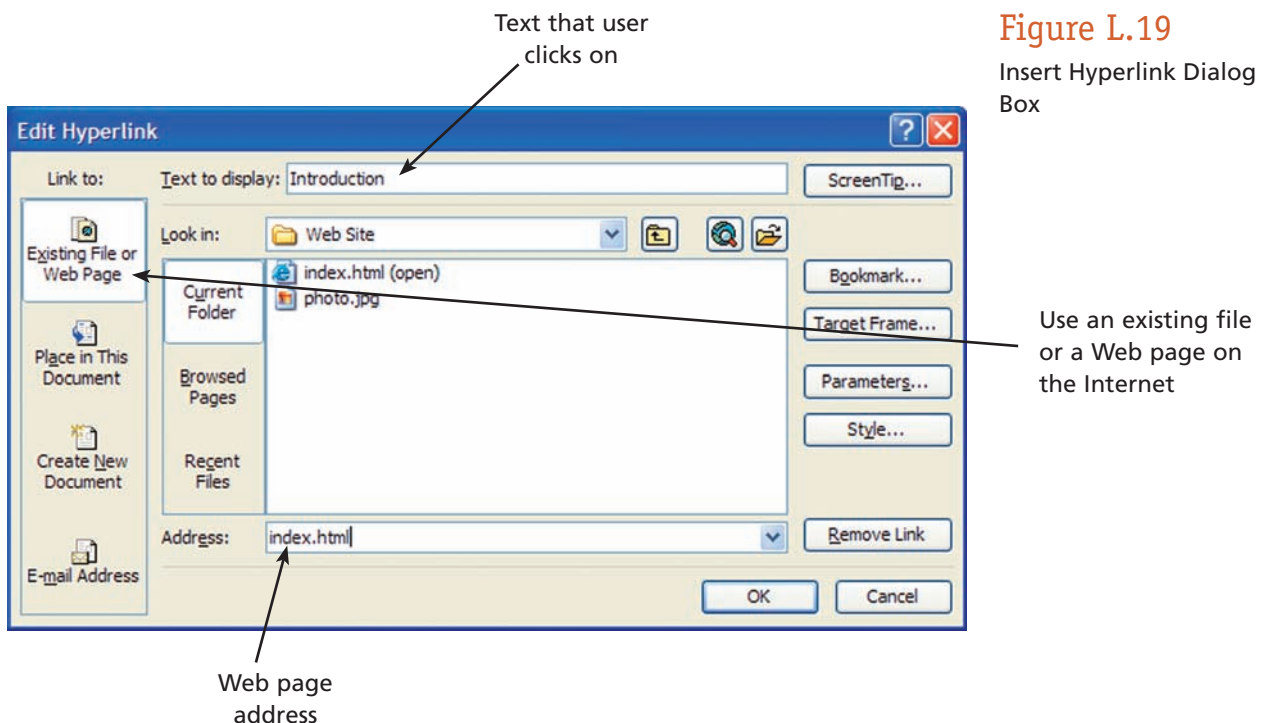 Text that user
clicks on
Figure L.19
Insert Hyperlink Dialog
Box
Edit Hyperlink
Link to:
Text to display: Introduction
ScreenTip...
Existing File or
Web Page
Look in:
Web Site
Current
Folder
index.html (open)
photo.jpg
Bookmark...
Target Frame...
Use an existing file
or a Web page on
the Internet
Place in This
Document
Browsed
Pages
Parameters...
Style...
Create New
Document
Recent
Files
Address:
index.html
Remove Link
E-mail Address
OK
Cancel
Web page
address